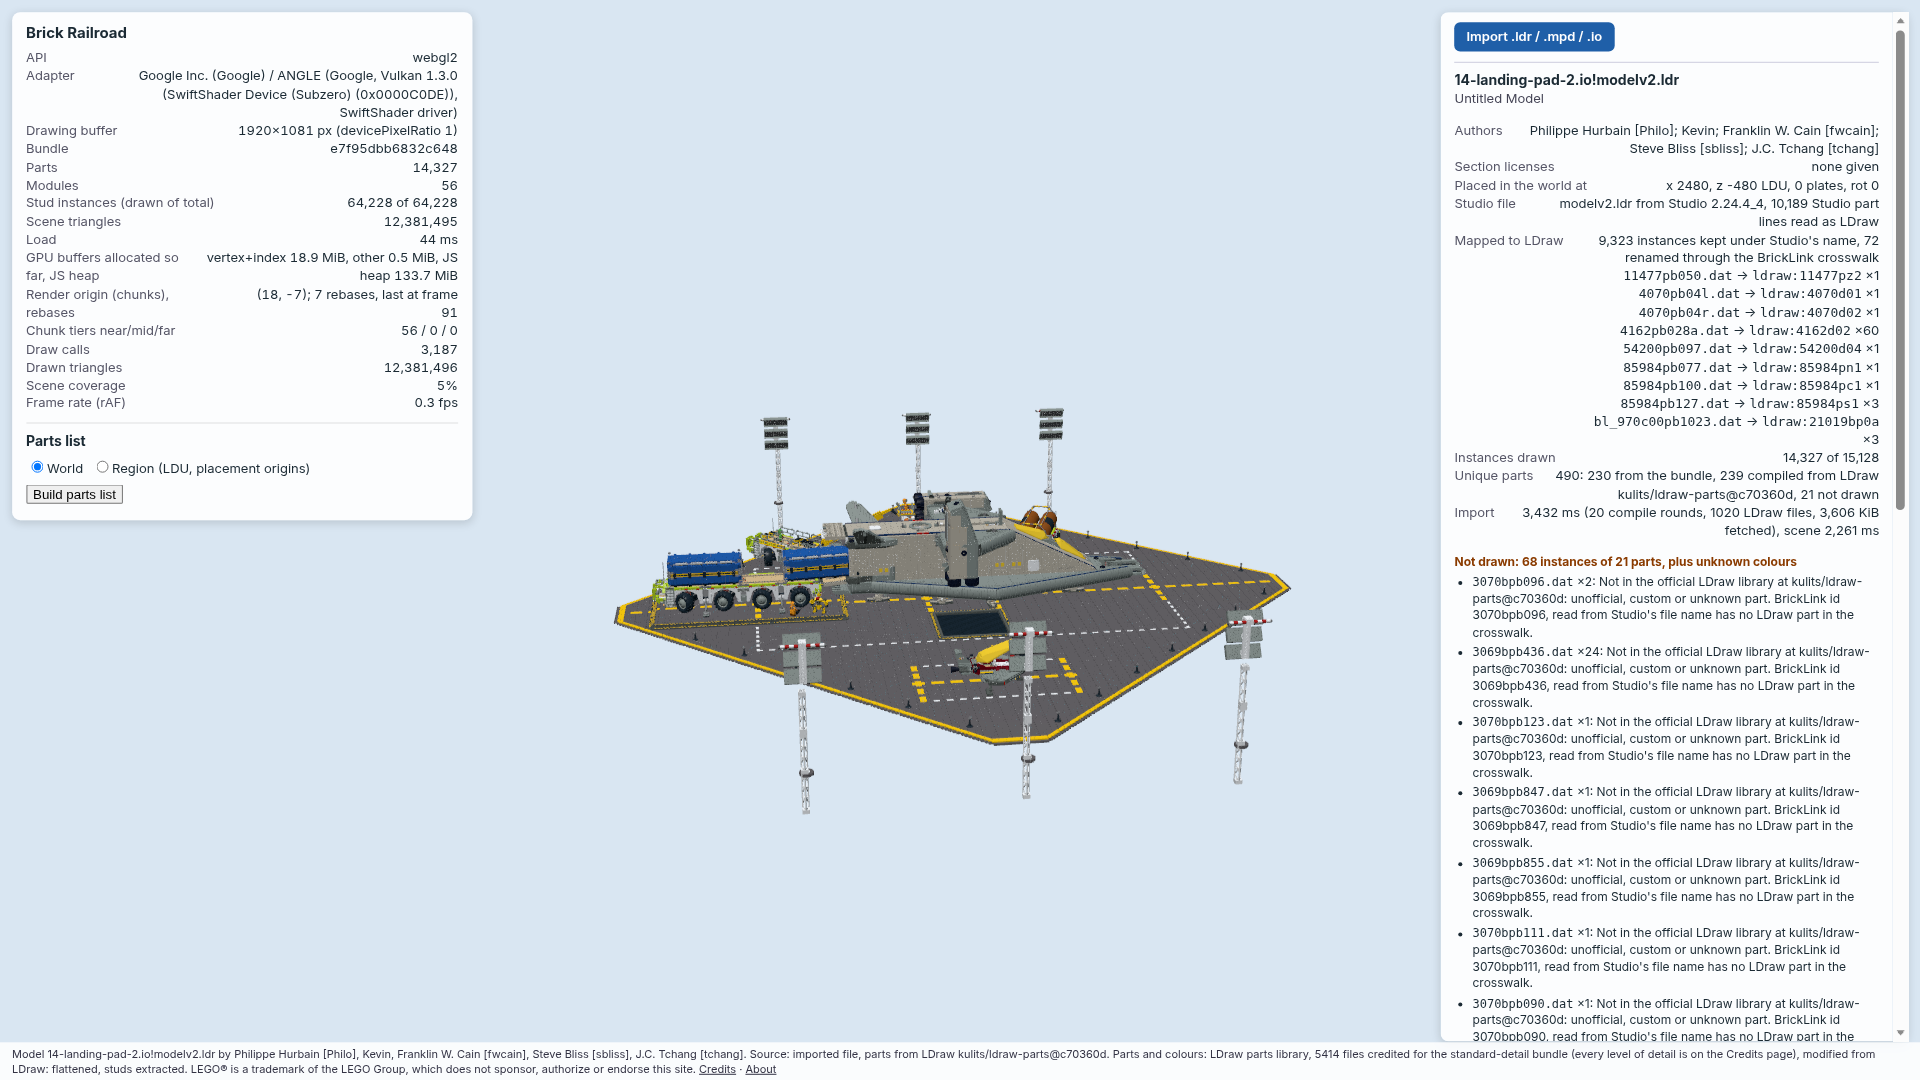 Brick Railroad
API webgl2
Adapter Google Inc. (Google) / ANGLE (Google, Vulkan 1.3.0
(SwiftShader Device (Subzero) (0x0000C0DE)),
SwiftShader driver)
Drawing buffer 1920×1081 px (devicePixelRatio 1)
Bundle e7f95dbb6832c648
Parts 14,327
Modules 56
Stud instances (drawn of total) 64,228 of 64,228
Scene triangles 12,381,495
Load 44 ms
GPU buffers allocated so vertex+index 18.9 MiB, other 0.5 MiB, JS
far, JS heap heap 133.7 MiB
Render origin (chunks), (18, -7); 7 rebases, last at frame
rebases 91
Chunk tiers near/mid/far 56 / 0 / 0
Draw calls 3,187
Drawn triangles 12,381,496
Scene coverage 5%
Frame rate (rAF) 0.3 fps
Parts list
World Region (LDU, placement origins)
Build parts list
Import .ldr / .mpd / .io
14-landing-pad-2.io!modelv2.ldr
Untitled Model
Authors Philippe Hurbain [Philo]; Kevin; Franklin W. Cain [fwcain];
Steve Bliss [sbliss]; J.C. Tchang [tchang]
Section licenses none given
Placed in the world at x 2480, z -480 LDU, 0 plates, rot 0
Studio file modelv2.ldr from Studio 2.24.4_4, 10,189 Studio part
lines read as LDraw
Mapped to LDraw 9,323 instances kept under Studio's name, 72
renamed through the BrickLink crosswalk
11477pb050.dat → ldraw:11477pz2 ×1
4070pb04l.dat → ldraw:4070d01 ×1
4070pb04r.dat → ldraw:4070d02 ×1
4162pb028a.dat → ldraw:4162d02 ×60
54200pb097.dat → ldraw:54200d04 ×1
85984pb077.dat → ldraw:85984pn1 ×1
85984pb100.dat → ldraw:85984pc1 ×1
85984pb127.dat → ldraw:85984ps1 ×3
bl_970c00pb1023.dat → ldraw:21019bp0a
×3
Instances drawn 14,327 of 15,128
Unique parts 490: 230 from the bundle, 239 compiled from LDraw
kulits/ldraw-parts@c70360d, 21 not drawn
Import 3,432 ms (20 compile rounds, 1020 LDraw files, 3,606 KiB
fetched), scene 2,261 ms
Not drawn: 68 instances of 21 parts, plus unknown colours
• 3070bpb096.dat ×2: Not in the official LDraw library at kulits/ldraw-
parts@c70360d: unofficial, custom or unknown part. BrickLink id
3070bpb096, read from Studio's file name has no LDraw part in the
crosswalk.
• 3069bpb436.dat ×24: Not in the official LDraw library at kulits/ldraw-
parts@c70360d: unofficial, custom or unknown part. BrickLink id
3069bpb436, read from Studio's file name has no LDraw part in the
crosswalk.
• 3070bpb123.dat ×1: Not in the official LDraw library at kulits/ldraw-
parts@c70360d: unofficial, custom or unknown part. BrickLink id
3070bpb123, read from Studio's file name has no LDraw part in the
crosswalk.
• 3069bpb847.dat ×1: Not in the official LDraw library at kulits/ldraw-
parts@c70360d: unofficial, custom or unknown part. BrickLink id
3069bpb847, read from Studio's file name has no LDraw part in the
crosswalk.
• 3069bpb855.dat ×1: Not in the official LDraw library at kulits/ldraw-
parts@c70360d: unofficial, custom or unknown part. BrickLink id
3069bpb855, read from Studio's file name has no LDraw part in the
crosswalk.
• 3070bpb111.dat ×1: Not in the official LDraw library at kulits/ldraw-
parts@c70360d: unofficial, custom or unknown part. BrickLink id
3070bpb111, read from Studio's file name has no LDraw part in the
crosswalk.
• 3070bpb090.dat ×1: Not in the official LDraw library at kulits/ldraw-
parts@c70360d: unofficial, custom or unknown part. BrickLink id
3070bpb090, read from Studio's file name has no LDraw part in the
Model 14-landing-pad-2.io!modelv2.ldr by Philippe Hurbain [Philo], Kevin, Franklin W. Cain [fwcain], Steve Bliss [sbliss], J.C. Tchang [tchang]. Source: imported file, parts from LDraw kulits/ldraw-parts@c70360d. Parts and colours: LDraw parts library, 5414 files credited for the standard-detail bundle (every level of detail is on the Credits page), modified from
LDraw: flattened, studs extracted. LEGO® is a trademark of the LEGO Group, which does not sponsor, authorize or endorse this site. Credits · About